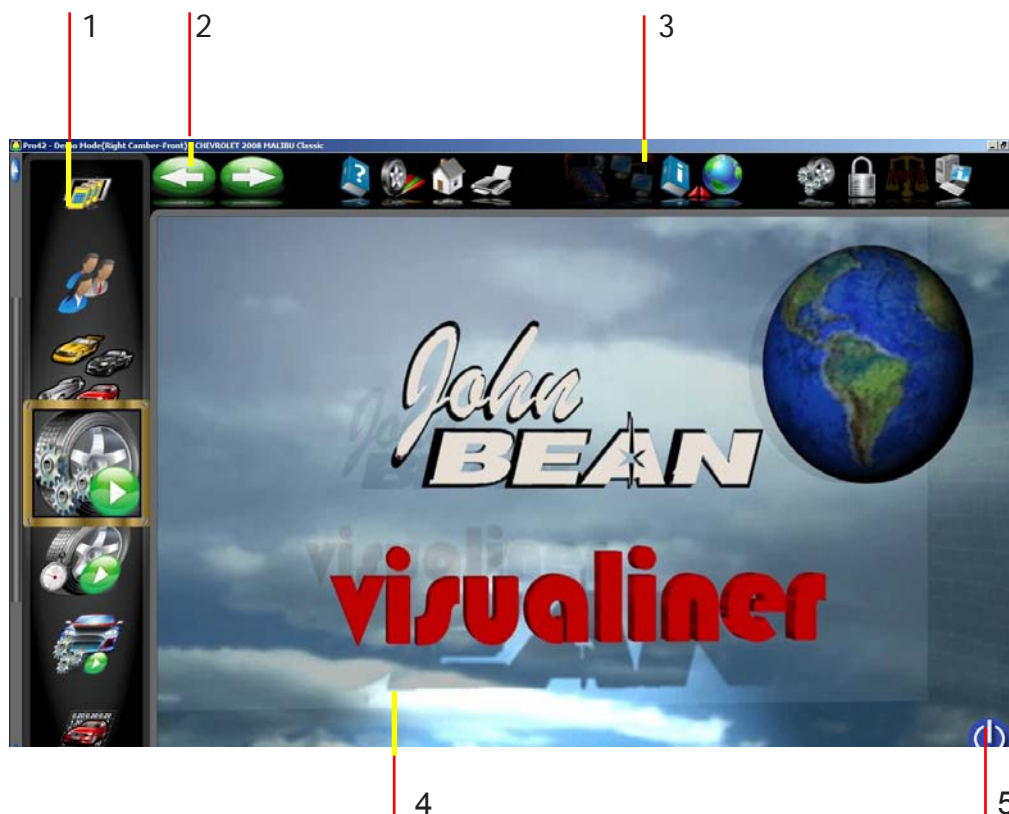 1 2 3
Pro42 - Demo Mode(Right Camber-Front) - CHEVROLET 2008 MALIBU Classic
?
i
i
John
BEAN
visualiner
4 5